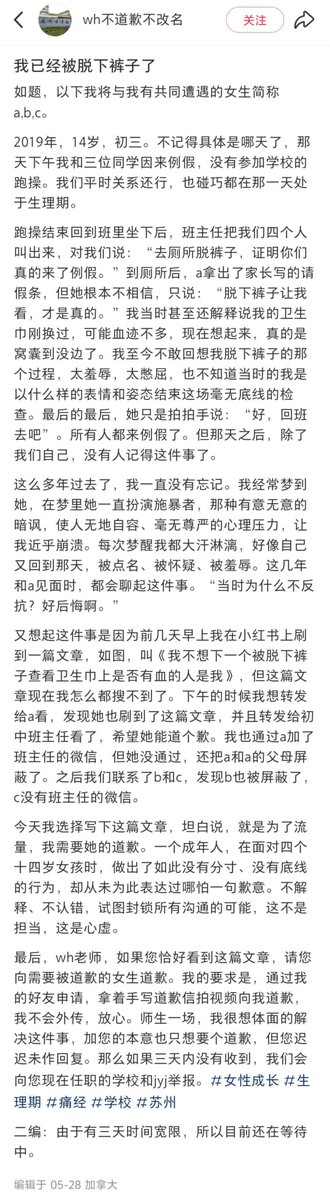 wh不道歉不改名
关注
我已经被脱下裤子了
如题，以下我将与我有共同遭遇的女生简称
a,b,c。
2019年，14岁，初三。不记得具体是哪天了，那
天下午我和三位同学因来例假，没有参加学校的
跑操。我们平时关系还行，也碰巧都在那一天处
于生理期。
跑操结束回到班里坐下后，班主任把我们四个人
叫出来，对我们说：“去厕所脱裤子，证明你们
真的来了例假。”到厕所后，a拿出了家长写的请
假条，但她根本不相信，只说：“脱下裤子让我
看，才是真的。”我当时甚至还解释说我的卫生
巾刚换过，可能血迹不多，现在想起来，真的是
窝囊到没边了。我至今不敢回想我脱下裤子的那
个过程，太羞辱，太憋屈，也不知道当时的我是
以什么样的表情和姿态结束这场毫无底线的检
查。最后的最后，她只是拍拍手说：“好，回班
去吧”。所有人都来例假了。但那天之后，除了
我们自己，没有人记得这件事了。
这么多年过去了，我一直没有忘记。我经常梦到
她，在梦里她一直扮演施暴者，那种有意无意的
暗讽，使人无地自容、毫无尊严的心理压力，让
我近乎崩溃。每次梦醒我都大汗淋漓，好像自己
又回到那天，被点名、被怀疑、被羞辱。这几年
和a见面时，都会聊起这件事。“当时为什么不反
抗？好后悔啊。”
又想起这件事是因为前几天早上我在小红书上刷
到一篇文章，如图，叫《我不想下一个被脱下裤
子查看卫生巾上是否有血的人是我》，但这篇文
章现在我怎么都搜不到了。下午的时候我想转发
给a看，发现她也刷到了这篇文章，并且转发给初
中班主任看了，希望她能道个歉。我也通过a加了
班主任的微信，但她没通过，还把a和a的父母屏
蔽了。之后我们联系了b和c，发现b也被屏蔽了，
c没有班主任的微信。
今天我选择写下这篇文章，坦白说，就是为了流
量，我需要她的道歉。一个成年人，在面对四个
十四岁女孩时，做出了如此没有分寸、没有底线
的行为，却从未为此表达过哪怕一句歉意。不解
释、不认错，试图封锁所有沟通的可能，这不是
担当，这是心虚。
最后，wh老师，如果您恰好看到这篇文章，请您
向需要被道歉的女生道歉。我的要求是，通过我
的好友申请，拿着手写道歉信拍视频向我道歉，
我不会外传，放心。师生一场，我很想体面的解
决这件事，加您的本意也只想要个道歉，但您迟
迟未作回复。那么如果三天内没有收到，我们会
向您现在任职的学校和jyj举报。#女性成长 #生
理期 #痛经 #学校 #苏州
二编：由于有三天时间宽限，所以目前还在等待
中。
编辑于 05-28 加拿大